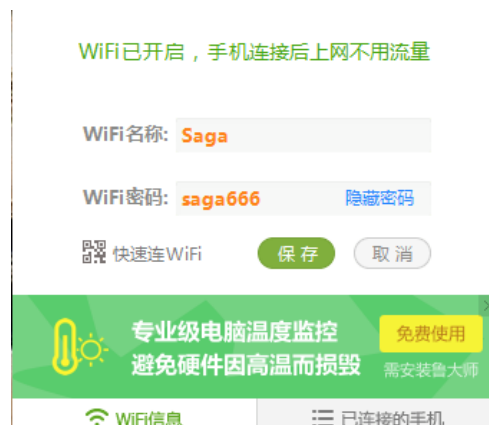 WiFi已开启，手机连接后上网不用流量
WiFi名称: Saga
WiFi密码: saga666 隐藏密码
快速连WiFi 保存 取消
专业级电脑温度监控 免费使用
避免硬件因高温而损毁 需安装鲁大师
WiFi信息 已连接的手机